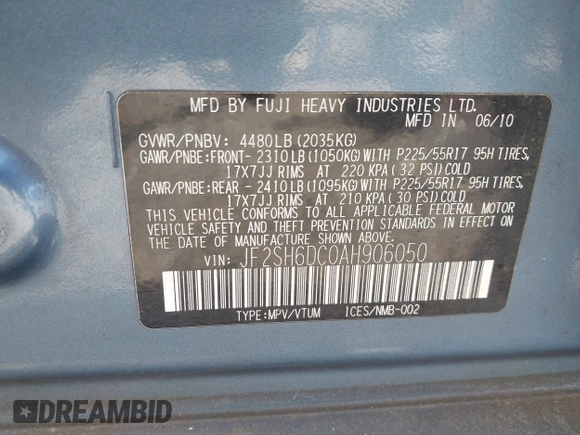 MFD BY FUJI HEAVY INDUSTRIES LTD.
MFD IN 06/10
GVWR/PNBV: 4480LB (2035KG)
GAWR/PNBE:FRONT- 2310LB(1050KG)WITH P225/55R17 95H TIRES,
17X7JJ RIMS AT 220 KPA( 32 PSI)COLD
GAWR/PNBE:REAR - 2410LB(1095KG)WITH P225/55R17 95H TIRES,
17X7JJ RIMS AT 210 KPA( 30 PSI)COLD
THIS VEHICLE CONFORMS TO ALL APPLICABLE FEDERAL MOTOR
VEHICLE SAFETY AND THEFT PREVENTION STANDARDS IN EFFECT ON
THE DATE OF MANUFACTURE SHOWN ABOVE.
VIN: JF2SH6DC0AH906050
TYPE:MPV/VTUM ICES/NMB-002
DREAMBID